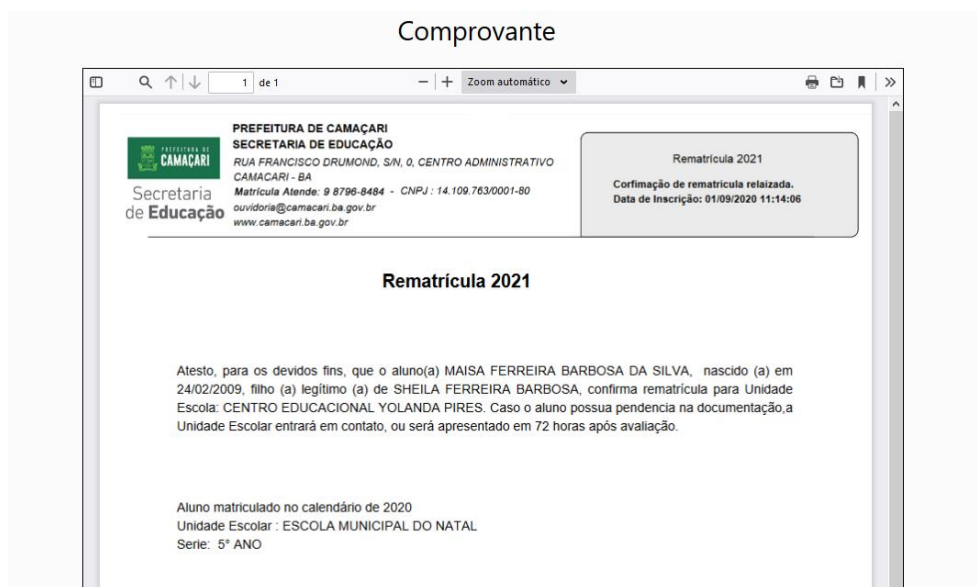 Comprovante
1 de 1
Zoom automático
PREFEITURA DE
CAMAÇARI
Secretaria
de Educação
PREFEITURA DE CAMAÇARI
SECRETARIA DE EDUCAÇÃO
RUA FRANCISCO DRUMOND, S/N, 0, CENTRO ADMINISTRATIVO
CAMACARI - BA
Matrícula Atende: 9 8796-8484 - CNPJ : 14.109.763/0001-80
ouvidoria@camacari.ba.gov.br
www.camacari.ba.gov.br
Rematrícula 2021
Corfimação de rematricula relaizada.
Data de Inscrição: 01/09/2020 11:14:06
Rematrícula 2021
Atesto, para os devidos fins, que o aluno(a) MAISA FERREIRA BARBOSA DA SILVA, nascido (a) em
24/02/2009, filho (a) legítimo (a) de SHEILA FERREIRA BARBOSA, confirma rematrícula para Unidade
Escola: CENTRO EDUCACIONAL YOLANDA PIRES. Caso o aluno possua pendencia na documentação,a
Unidade Escolar entrará em contato, ou será apresentado em 72 horas após avaliação.
Aluno matriculado no calendário de 2020
Unidade Escolar : ESCOLA MUNICIPAL DO NATAL
Serie: 5° ANO